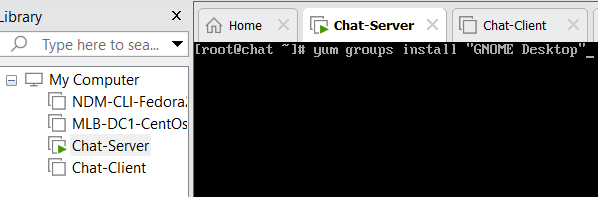 Library
Type here to sea...
My Computer
NDM-CLI-Fedora
MLB-DC1-CentOs
Chat-Server
Chat-Client
Home
Chat-Server
Chat-Client
[root@chat ~]# yum groups install "GNOME Desktop"_